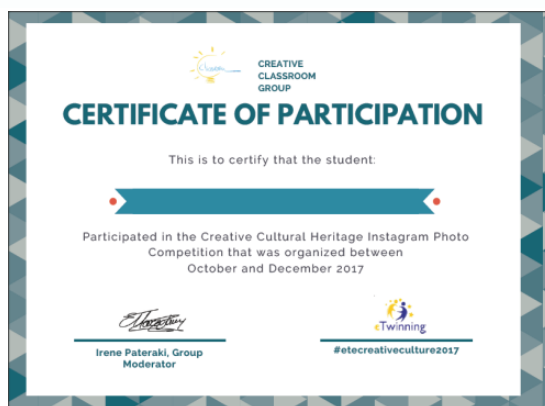 CREATIVE
CLASSROOM
GROUP
CERTIFICATE OF PARTICIPATION
This is to certify that the student:
Participated in the Creative Cultural Heritage Instagram Photo
Competition that was organized between
October and December 2017
eTwinning
Irene Pateraki, Group
Moderator
#etecreativeculture2017